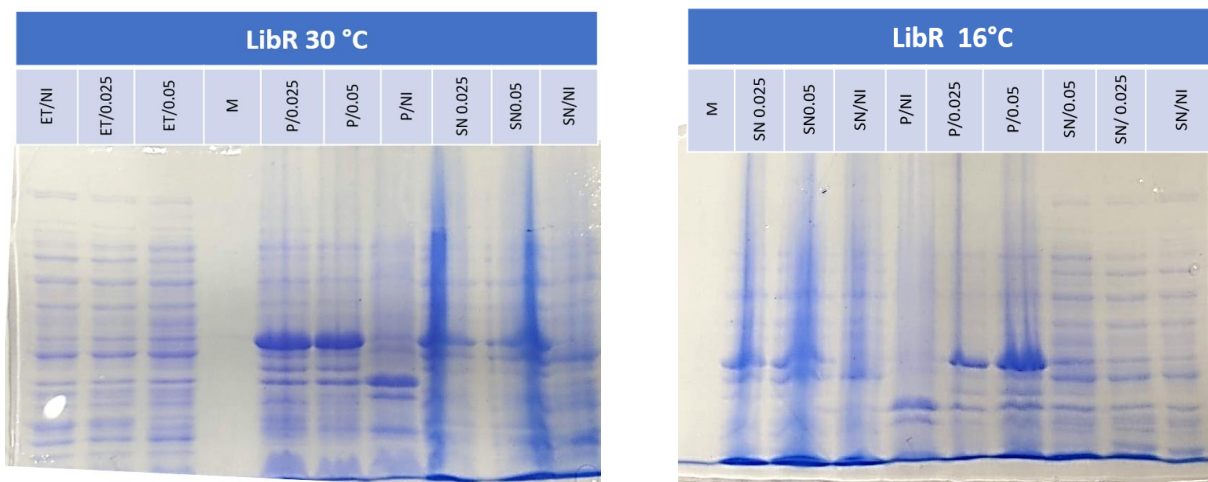 LibR 30 °C
ET/NI
ET/0.025
ET/0.05
M
P/0.025
P/0.05
P/NI
SN 0.025
SN0.05
SN/NI
LibR 16°C
M
SN 0.025
SN0.05
SN/NI
P/NI
P/0.025
P/0.05
SN/0.05
SN/ 0.025
SN/NI